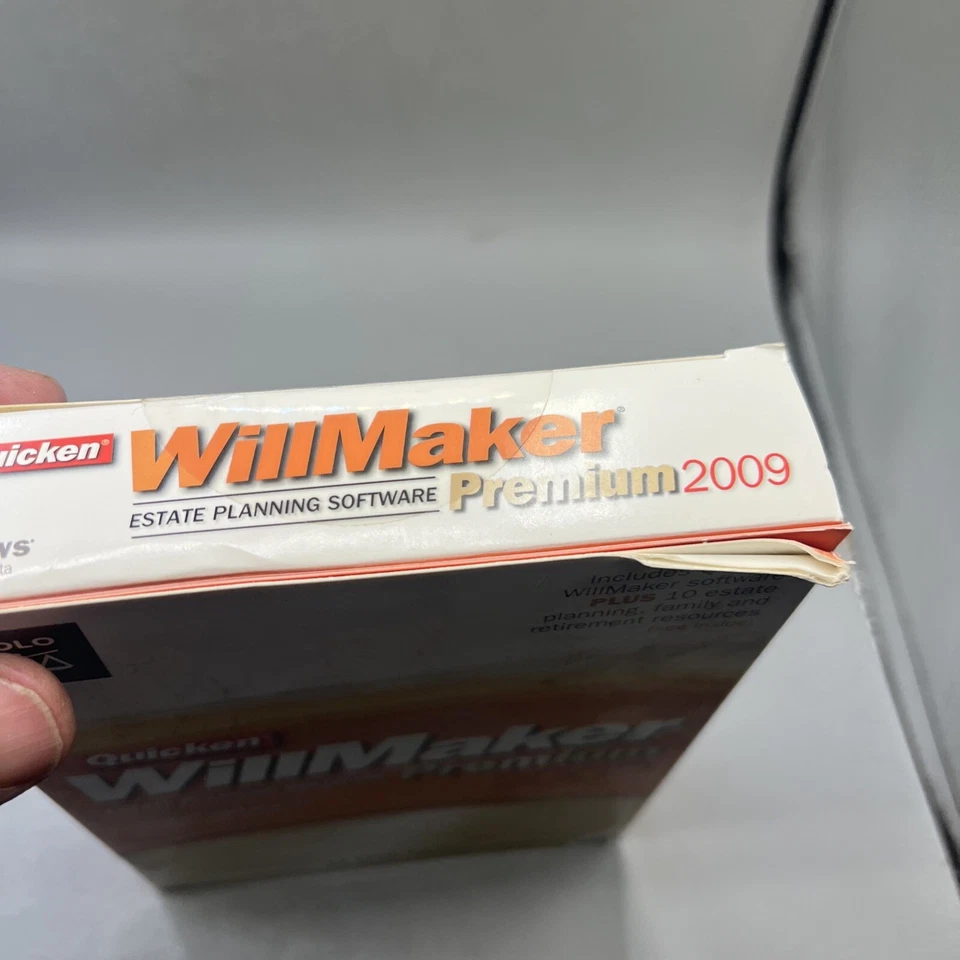 WillMaker®
Premium 2009
ESTATE PLANNING SOFTWARE
Includes
WillMaker software
PLUS 10 estate
planning, family and
retirement resources
Quicken
WillMaker
Premium